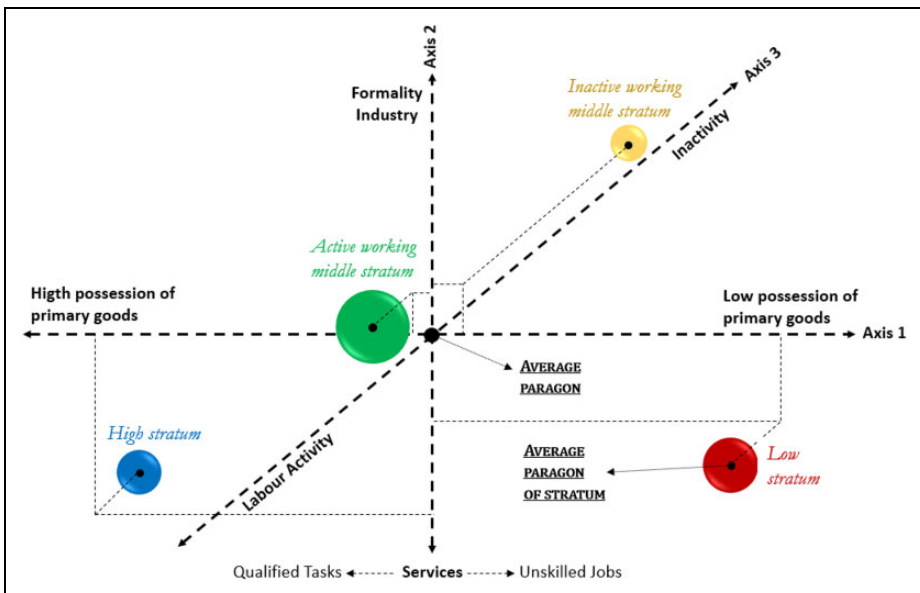 Axis 2
Axis 3
Formality
Industry
Inactive working
middle stratum
Inactivity
Active working
middle stratum
Higth possession of
primary goods
Low possession of
primary goods
Axis 1
AVERAGE
PARAGON
High stratum
Labour Activity
AVERAGE
PARAGON
OF STRATUM
Low
stratum
Qualified Tasks Services Unskilled Jobs